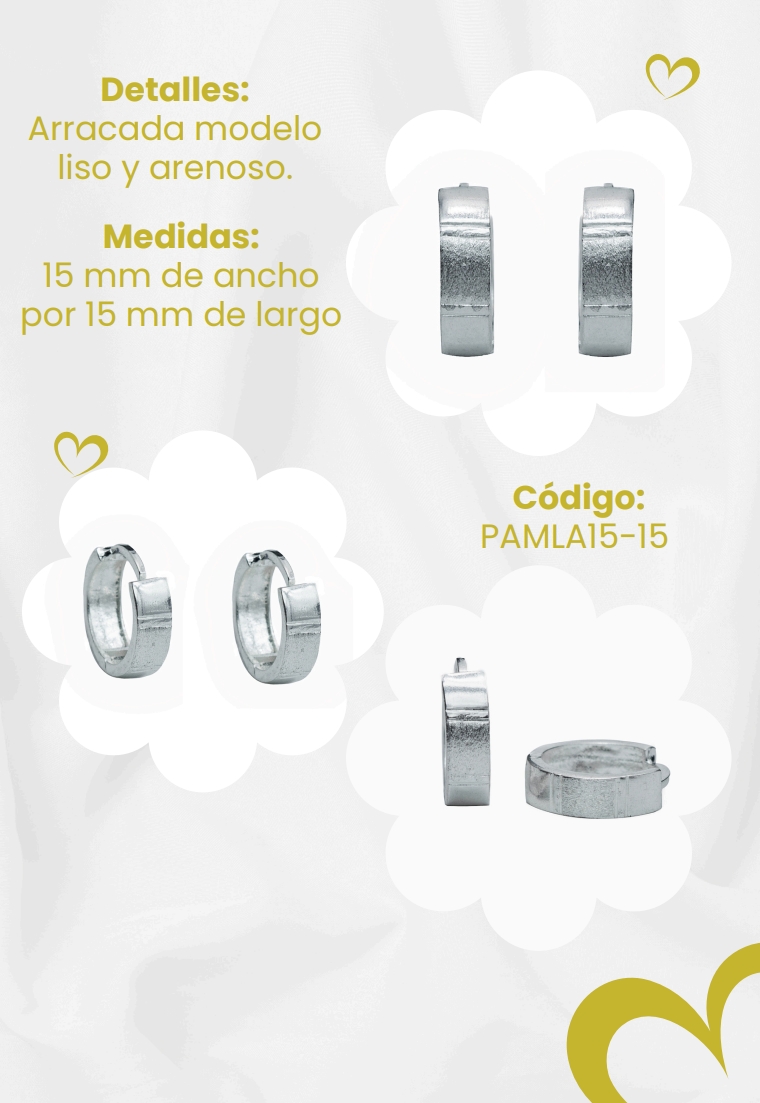 Detalles:
Arracada modelo
liso y arenoso.
Medidas:
15 mm de ancho
por 15 mm de largo
Código:
PAMLA15-15